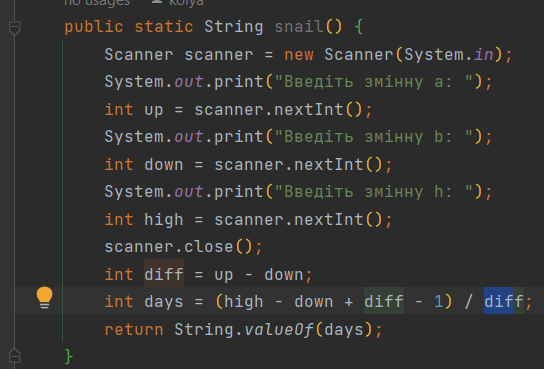 no usages kolya
public static String snail() {
Scanner scanner = new Scanner(System.in);
System.out.print("Введіть змінну a: ");
int up = scanner.nextInt();
System.out.print("Введіть змінну b: ");
int down = scanner.nextInt();
System.out.print("Введіть змінну h: ");
int high = scanner.nextInt();
scanner.close();
int diff = up - down;
int days = (high - down + diff - 1) / diff;
return String.valueOf(days);
}